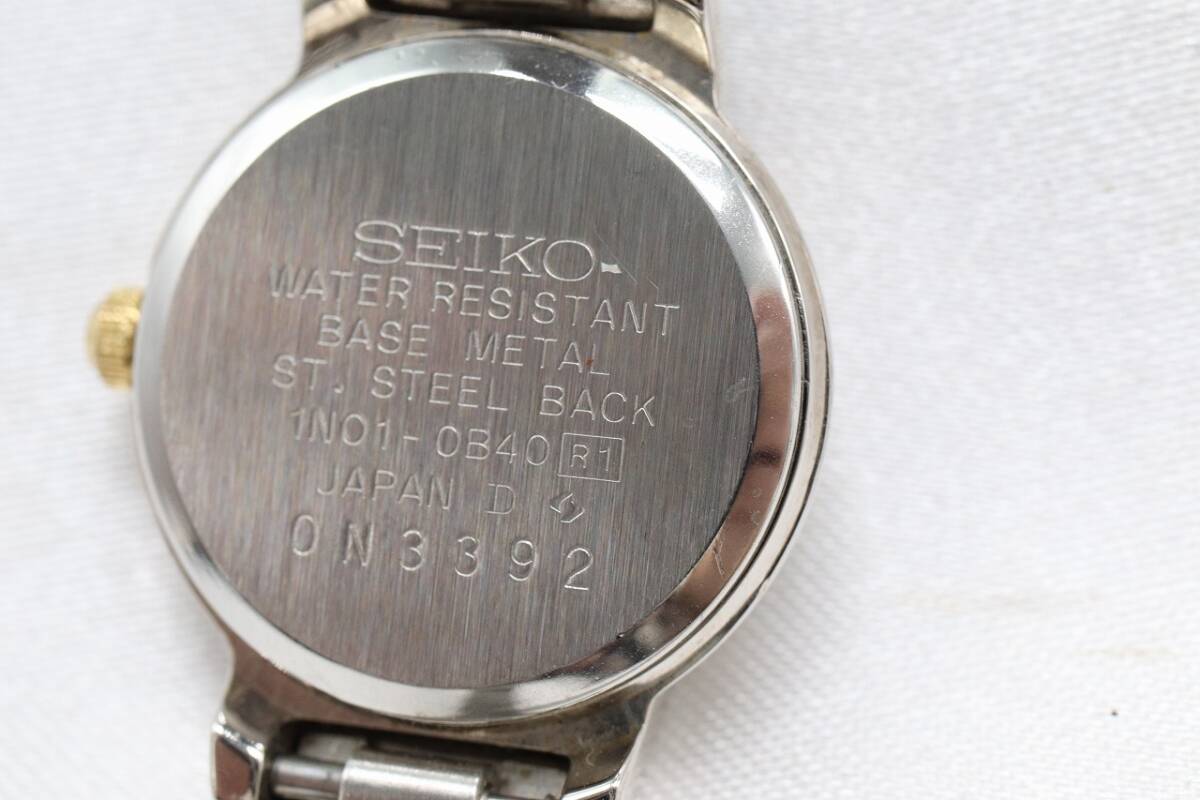 SEIKO
WATER RESISTANT
BASE METAL
ST. STEEL BACK
1N01-0B40 R1
JAPAN D
0N3392